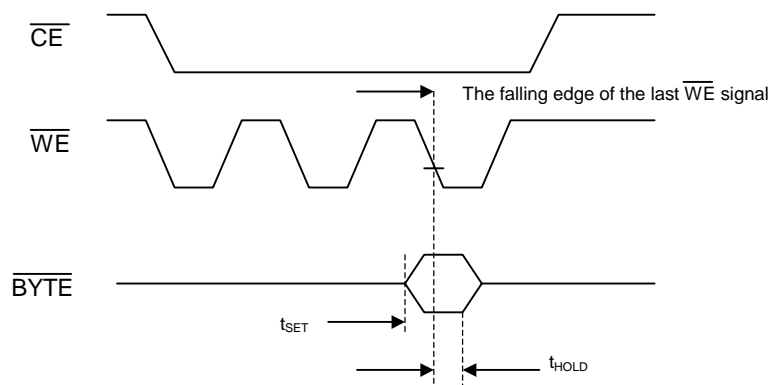 CE
The falling edge of the last WE signal
WE
BYTE
tSET
tHOLD